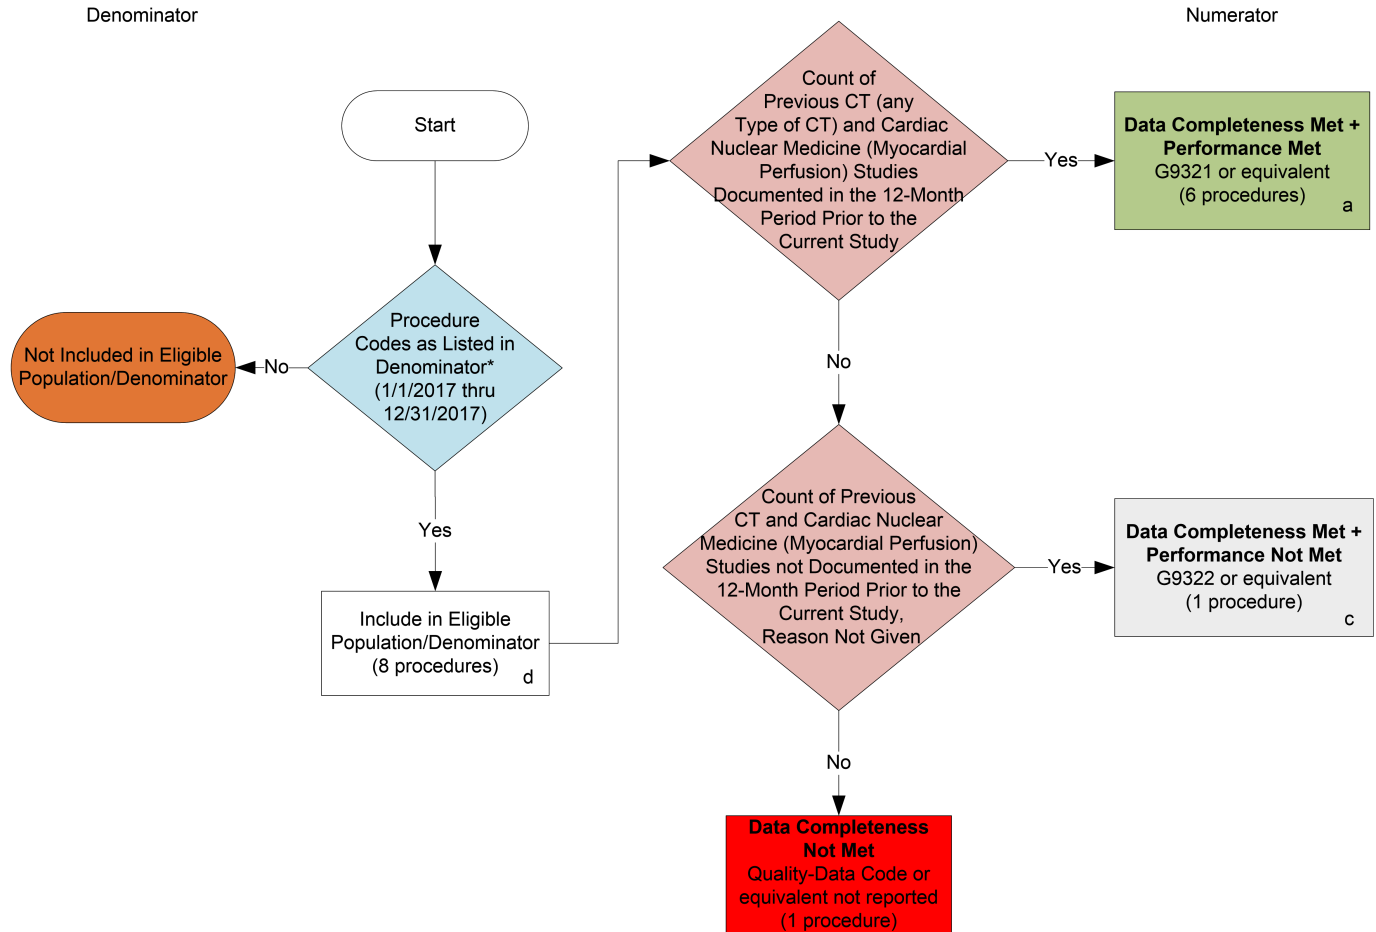 Denominator
Numerator
Start
Procedure
Codes as Listed in
Denominator*
(1/1/2017 thru
12/31/2017)
No
Not Included in Eligible
Population/Denominator
Yes
Include in Eligible
Population/Denominator
(8 procedures)
d
Count of
Previous CT (any
Type of CT) and Cardiac
Nuclear Medicine (Myocardial
Perfusion) Studies
Documented in the 12-Month
Period Prior to the
Current Study
Yes
Data Completeness Met +
Performance Met
G9321 or equivalent
(6 procedures)
a
No
Count of Previous
CT and Cardiac Nuclear
Medicine (Myocardial Perfusion)
Studies not Documented in the
12-Month Period Prior to the
Current Study,
Reason Not Given
Yes
Data Completeness Met +
Performance Not Met
G9322 or equivalent
(1 procedure)
c
No
Data Completeness
Not Met
Quality-Data Code or
equivalent not reported
(1 procedure)